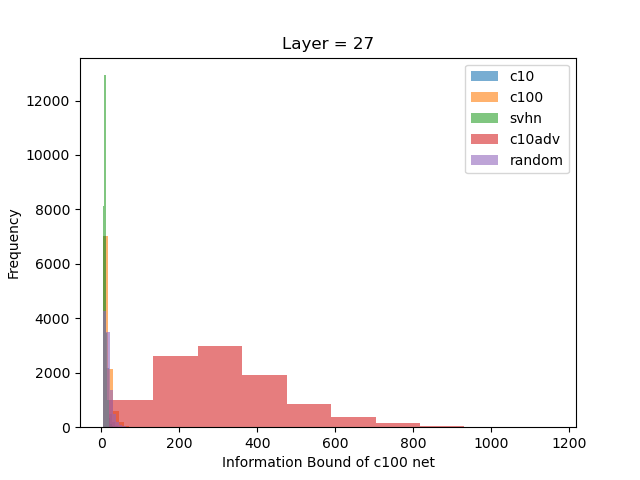 Layer = 27
c10
c100
svhn
c10adv
random
Frequency
12000
10000
8000
6000
4000
2000
0
0 200 400 600 800 1000 1200
Information Bound of c100 net